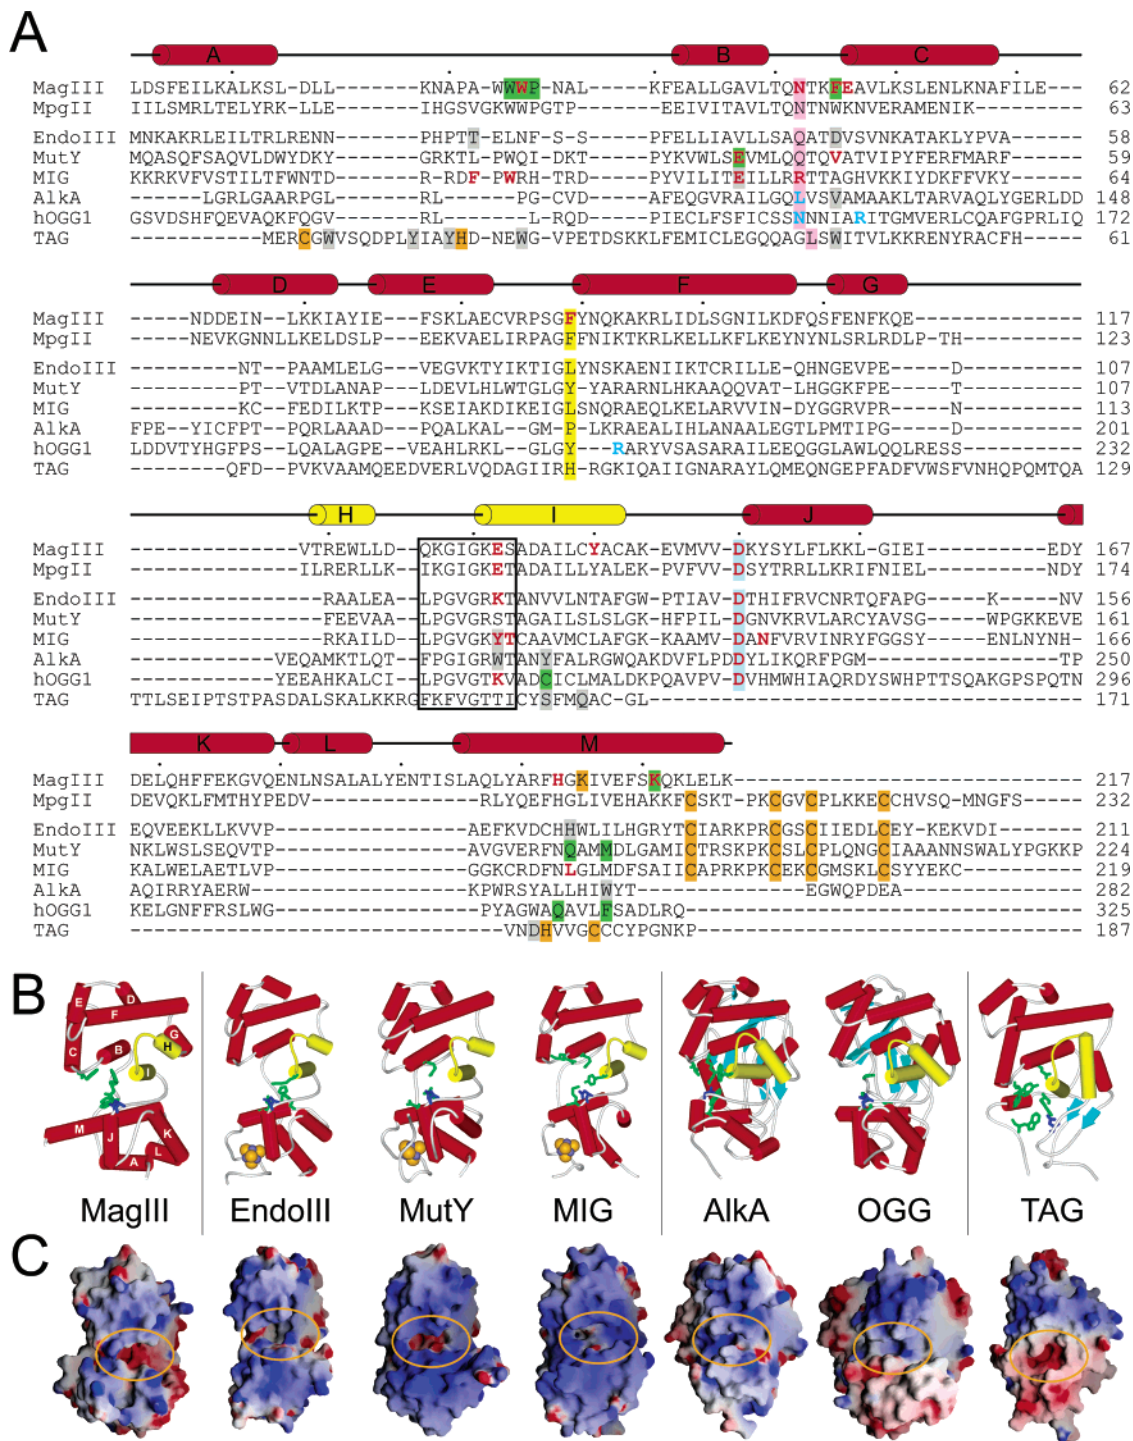 A
A B C
MagIII LDSFEILKALKSL-DLL------KNAPA-WWWP-NAL----KFEALLGAVLTQNTKFEAVLKSLENLKNAFILE--- 62
MpgII IILSMRLTELYRK-LLE------IHGSVGKWWPGTP-----EEIIVTAVLTQNTNWKNVERAMENIK------- 63
EndoIII MNKAKRLEILTRLRENN------PHPTT-ELNF-S-S-----PFELLIAVLLSAQATDVSVNKATAKLYPVA---- 58
MutY MQASQFSAQVLDWYDKY------GRKTL-PWQI-DKT-----PYKVWLSEVMLQQTQVATVIPYFERFMARF---- 59
MIG KKRKVFVSTILTFWNTD------R-RDF-PWRH-TRD-----PYVILITEILLRRTTAGHVKKIYDKFFVKY---- 64
AlkA ------LGRLGAARPGL------RL-----PG-CVD-----AFEQGVRAILGQLVSVAMAAKLTARVAQLYGERLDD 148
hOGG1 GSVDSHFQEVAQKFQGV------RL-----L-RQD-----PIECLFSFICSSNNNIARITGMVERLCQAFGPRLIQ 172
TAG -----------MERCGWVSQDPLYIAYHD-NEWG-VPETDSKKLFEMICLEGQQAGLSWITVLKKRENYRACFH--- 61
D E F G
MagIII -----NDDEIN--LKKIAYIE---FSKLAECVRPSGFYNQKAKRLIDLSGNILKDFQSFENFKQE------- 117
MpgII -----NEVKGNNLLKELDSLP---EEKVAELIRPAGFFNIKTKRLKELLKFLKEYNYNLSRLRDLP-TH------ 123
EndoIII ---------NT-PAAMLELG----VEGVKTYIKTIGLYNSKAENIIKTCRILLE-QHNGEVPE----D------- 107
MutY ---------PT-VTDLANAP----LDEVLHLWTGLGYYARARNLHKAAQQVAT-LHGGKFPE----T------- 107
MIG ---------KC-FEDILKTP----KSEIAKDIKEIGLSNQRAEQLKELARVVIN-DYGGRVPR----N------- 113
AlkA FPE-YICFPT-PQRLAAAD----PQALKAL-GM-PLKRAEALIHLANAALEGTLPMTIPG----D------- 201
hOGG1 LDDVTYHGFPS-LQALAGPE---VEAHLRKL-GLGYRARYVSASARAILEEQGGLAWLQQLRESS------- 232
TAG --------QFD-PVKVAAMQEEDVERLVQDAGIIRH-RGKIQAIIGNARAYLQMEQNGEPFADFVWSFVNHQPQMTQA 129
H I J
MagIII --------------VTREWLLD-QKGIGKESADAILCYACAK-EVMVV-DKYSYLFLKKL-GIEI-------EDY 167
MpgII --------------ILRERLLK-IKGIGKETADAILLYALEK-PVFVV-DSYTRRLLKRIFNIEL-------NDY 174
EndoIII ----------------RAALEA-LPGVGRKTANVVLNTAFGW-PTIAV-DTHIFRVCNRTQFAPG----K----NV 156
MutY ----------------FEEVAA-LPGVGRSTAGAILSLSLGK-HFPIL-DGNVKRVLARCYAVSG----WPGKKEVE 161
MIG ----------------RKAILD-LPGVGKYTCAAVMCLAFGK-KAAMV-DANFVRVINRYFGGSY----ENLNYNH- 166
AlkA ------------VEQAMKTLQT-FPGIGRWTANYFALRGWQAKDVFLPDDYLIKQRFPGM-----------TP 250
hOGG1 ------------YEEAHKALCI-LPGVGTKVADCICLMALDKPQAVPV-DVHMWHIAQRDYSWHPTTSQAKGPSPQTN 296
TAG TTLSEIPTSTPASDALSKALKKRGFKFVGTTICYSFMQACG-GL------------------------- 171
K L M
MagIII DELQHFFEKGVQENLNSALALYENTISLAQLYARFHGKIVEFSKQKLELK------------------ 217
MpgII DEVQKLFMTHYPEDV----------RLYQEFHGLIVEHAKKFCSKT-PKCGVCPLKKECCHVSQ-MNGFS----- 232
EndoIII EQVEEKLLKVVP------------AEFKVDCHHWLILHGRYTCIARKPRCGSCIIEDLCEY-KEKVDI------- 211
MutY NKLWSLSEQVTP------------AVGVERFNQAMMDLGAMICTRSKPKCSLCPLQNGCIAAANNSWALYPGKKP 224
MIG KALWELAETLVP------------GGKCRDFNLGLMDFSAIICAPRKPKCEKCGMSKLCSYYEKC---------- 219
AlkA AQIRRYAERW--------------KPWRSYALLHIWYT----------EGWQPDEA-------------- 282
hOGG1 KELGNFFRSLWG------------PYAGWAQAVLFSADLRQ--------------------------- 325
TAG ------------------VNDHVVGCCCYPGNKP--------------------------- 187
B
E D F C B G H I M J K A L
MagIII EndoIII MutY MIG AlkA OGG TAG
C